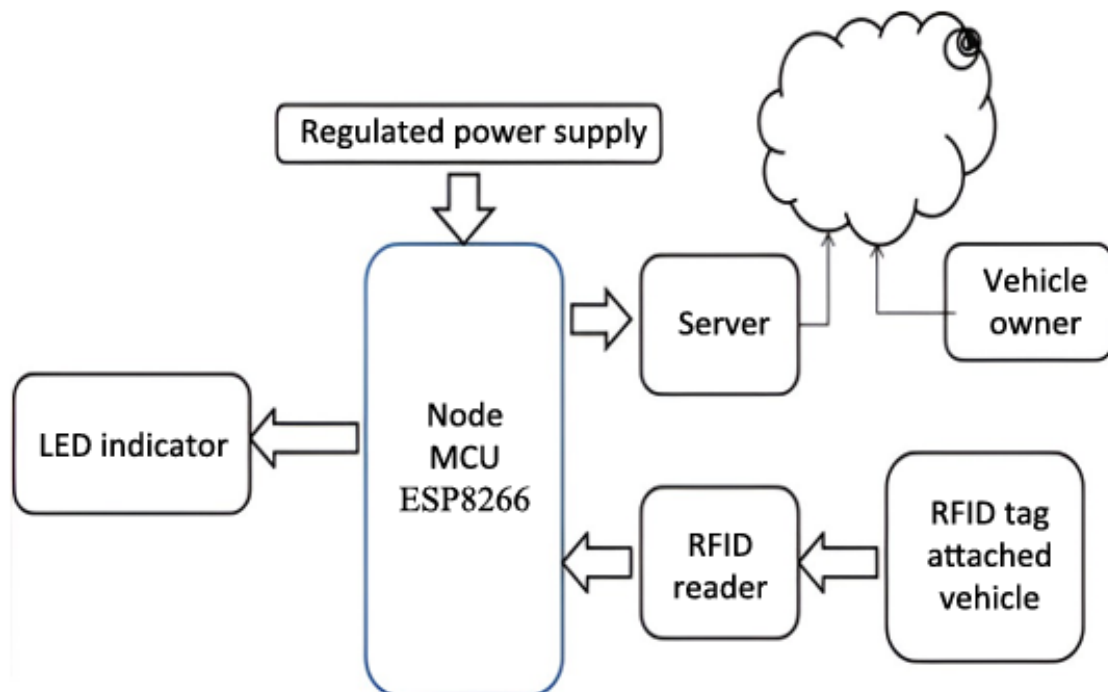 Regulated power supply
Vehicle
owner
Server
LED indicator
Node
MCU
ESP8266
RFID
reader
RFID tag
attached
vehicle